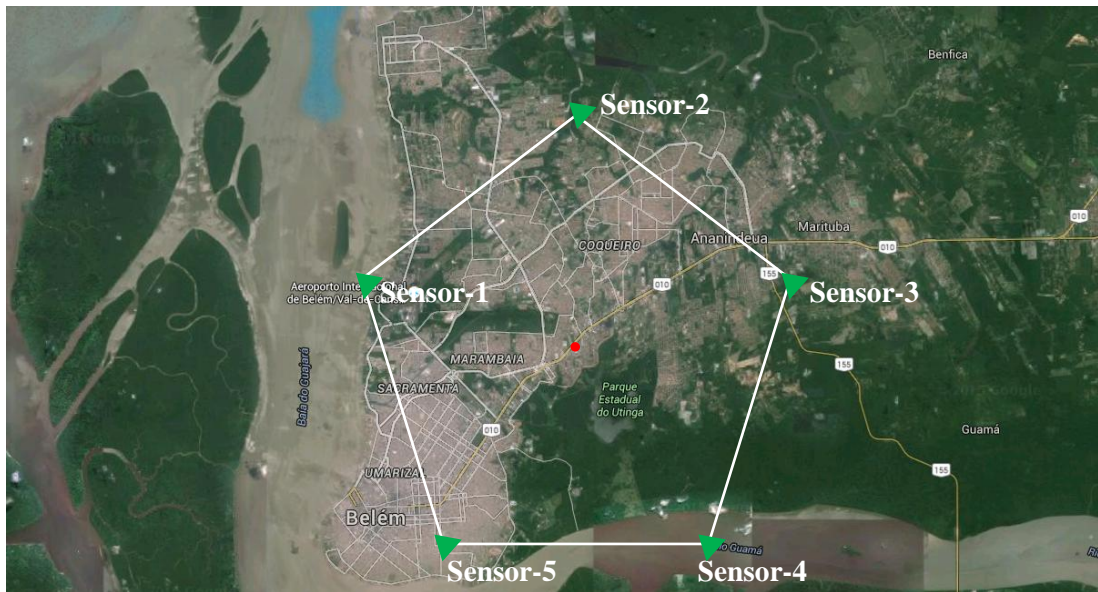 Benfica
Sensor-2
010
Marituba
Ananindeua
COQUEIRO
010
155
010
Aeroporto Internacional
de Belém/Val-de-Cans...
Sensor-1
Sensor-3
MARAMBAIA
155
SACRAMENTA
Parque
Estadual
do Utinga
Baía do Guajará
010
Guamá
UMARIZAL
155
Belém
o Guamá
Sensor-5
Sensor-4